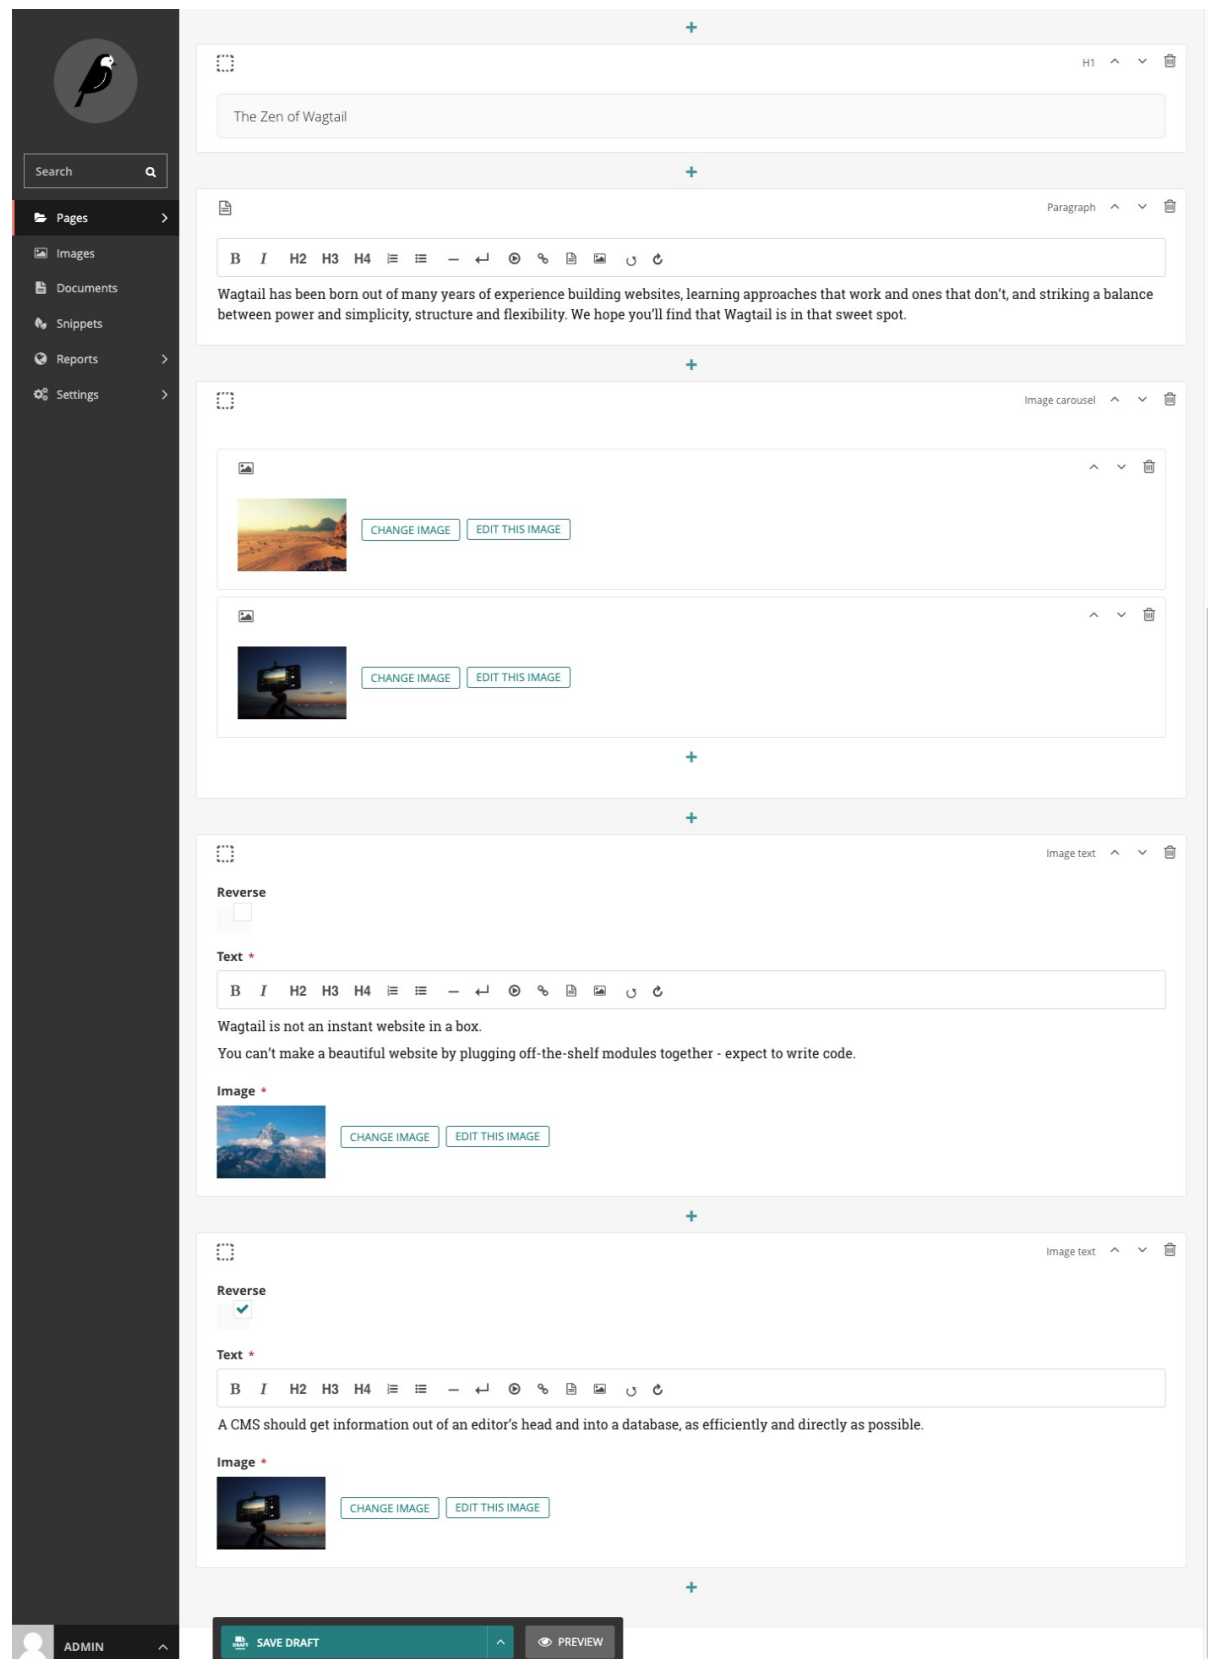 Search
Pages
Images
Documents
Snippets
Reports
Settings
ADMIN
H1
The Zen of Wagtail
Paragraph
B I H2 H3 H4
Wagtail has been born out of many years of experience building websites, learning approaches that work and ones that don’t, and striking a balance
between power and simplicity, structure and flexibility. We hope you’ll find that Wagtail is in that sweet spot.
Image carousel
CHANGE IMAGE EDIT THIS IMAGE
CHANGE IMAGE EDIT THIS IMAGE
Image text
Reverse
Text *
B I H2 H3 H4
Wagtail is not an instant website in a box.
You can’t make a beautiful website by plugging off-the-shelf modules together - expect to write code.
Image *
CHANGE IMAGE EDIT THIS IMAGE
Image text
Reverse
Text *
B I H2 H3 H4
A CMS should get information out of an editor’s head and into a database, as efficiently and directly as possible.
Image *
CHANGE IMAGE EDIT THIS IMAGE
DRAFT SAVE DRAFT PREVIEW